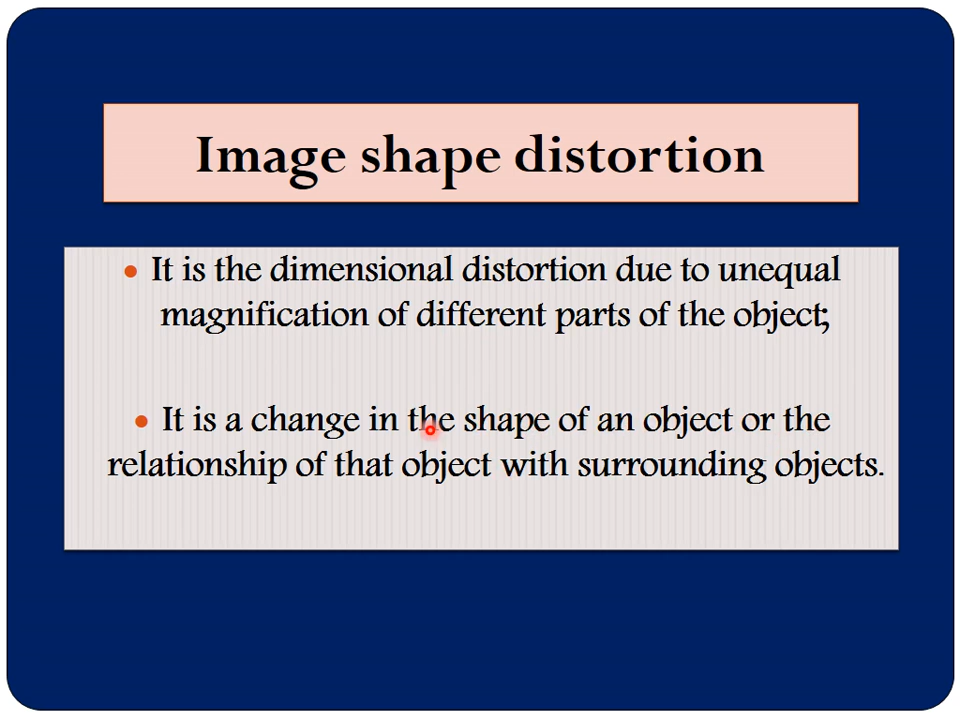 Image shape distortion
• It is the dimensional distortion due to unequal
magnification of different parts of the object;
• It is a change in the shape of an object or the
relationship of that object with surrounding objects.